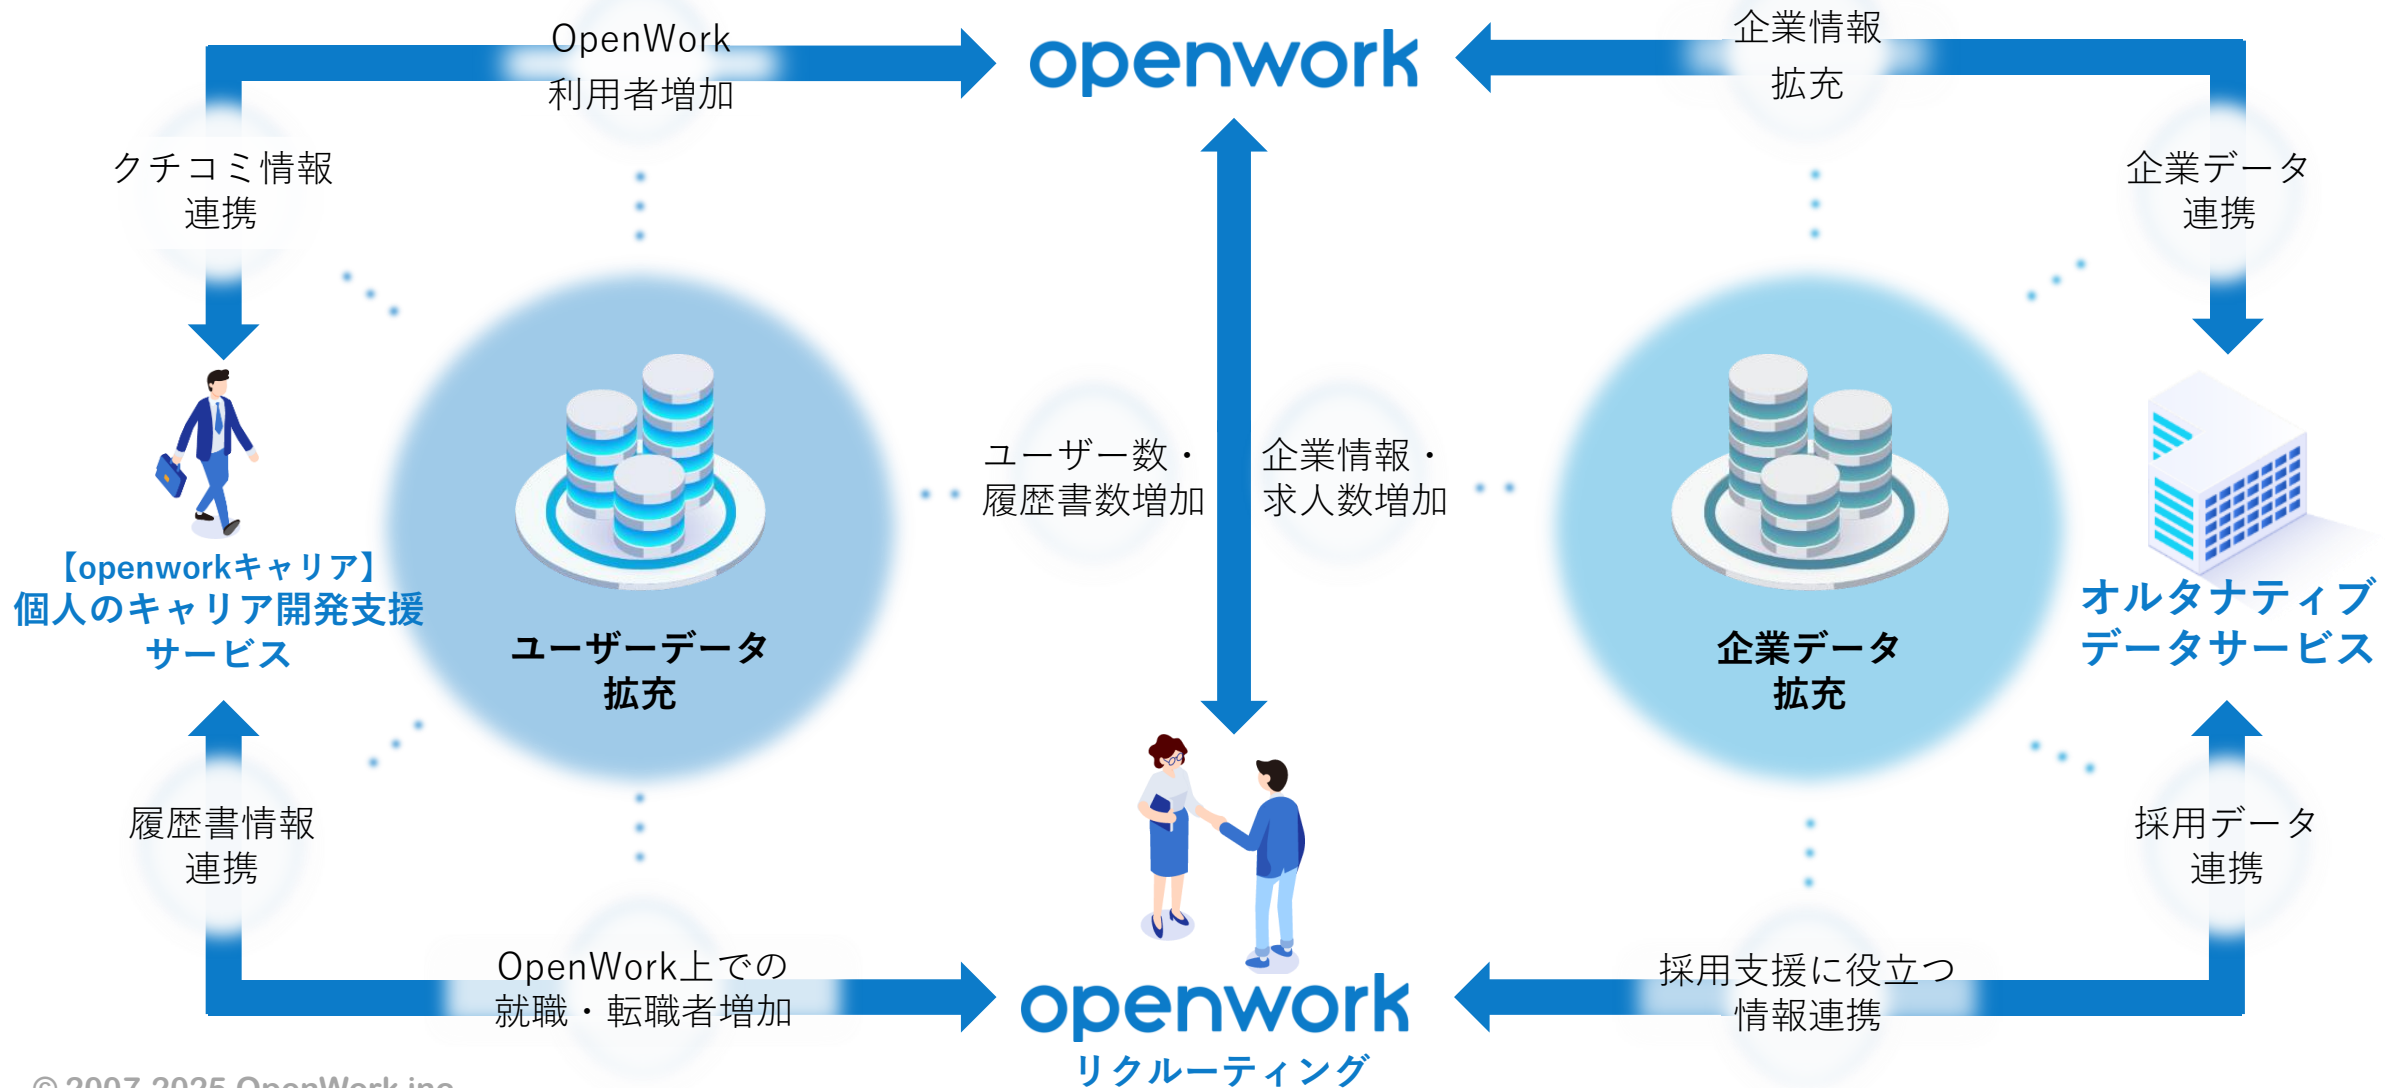 OpenWork
利用者増加
openwork
企業情報
拡充
クチコミ情報
連携
企業データ
連携
ユーザー数・
履歴書数増加
企業情報・
求人数増加
【openworkキャリア】
個人のキャリア開発支援
サービス
ユーザーデータ
拡充
企業データ
拡充
オルタナティブ
データサービス
履歴書情報
連携
採用データ
連携
OpenWork上での
就職・転職者増加
openwork
リクルーティング
採用支援に役立つ
情報連携
© 2007-2025 OpenWork inc